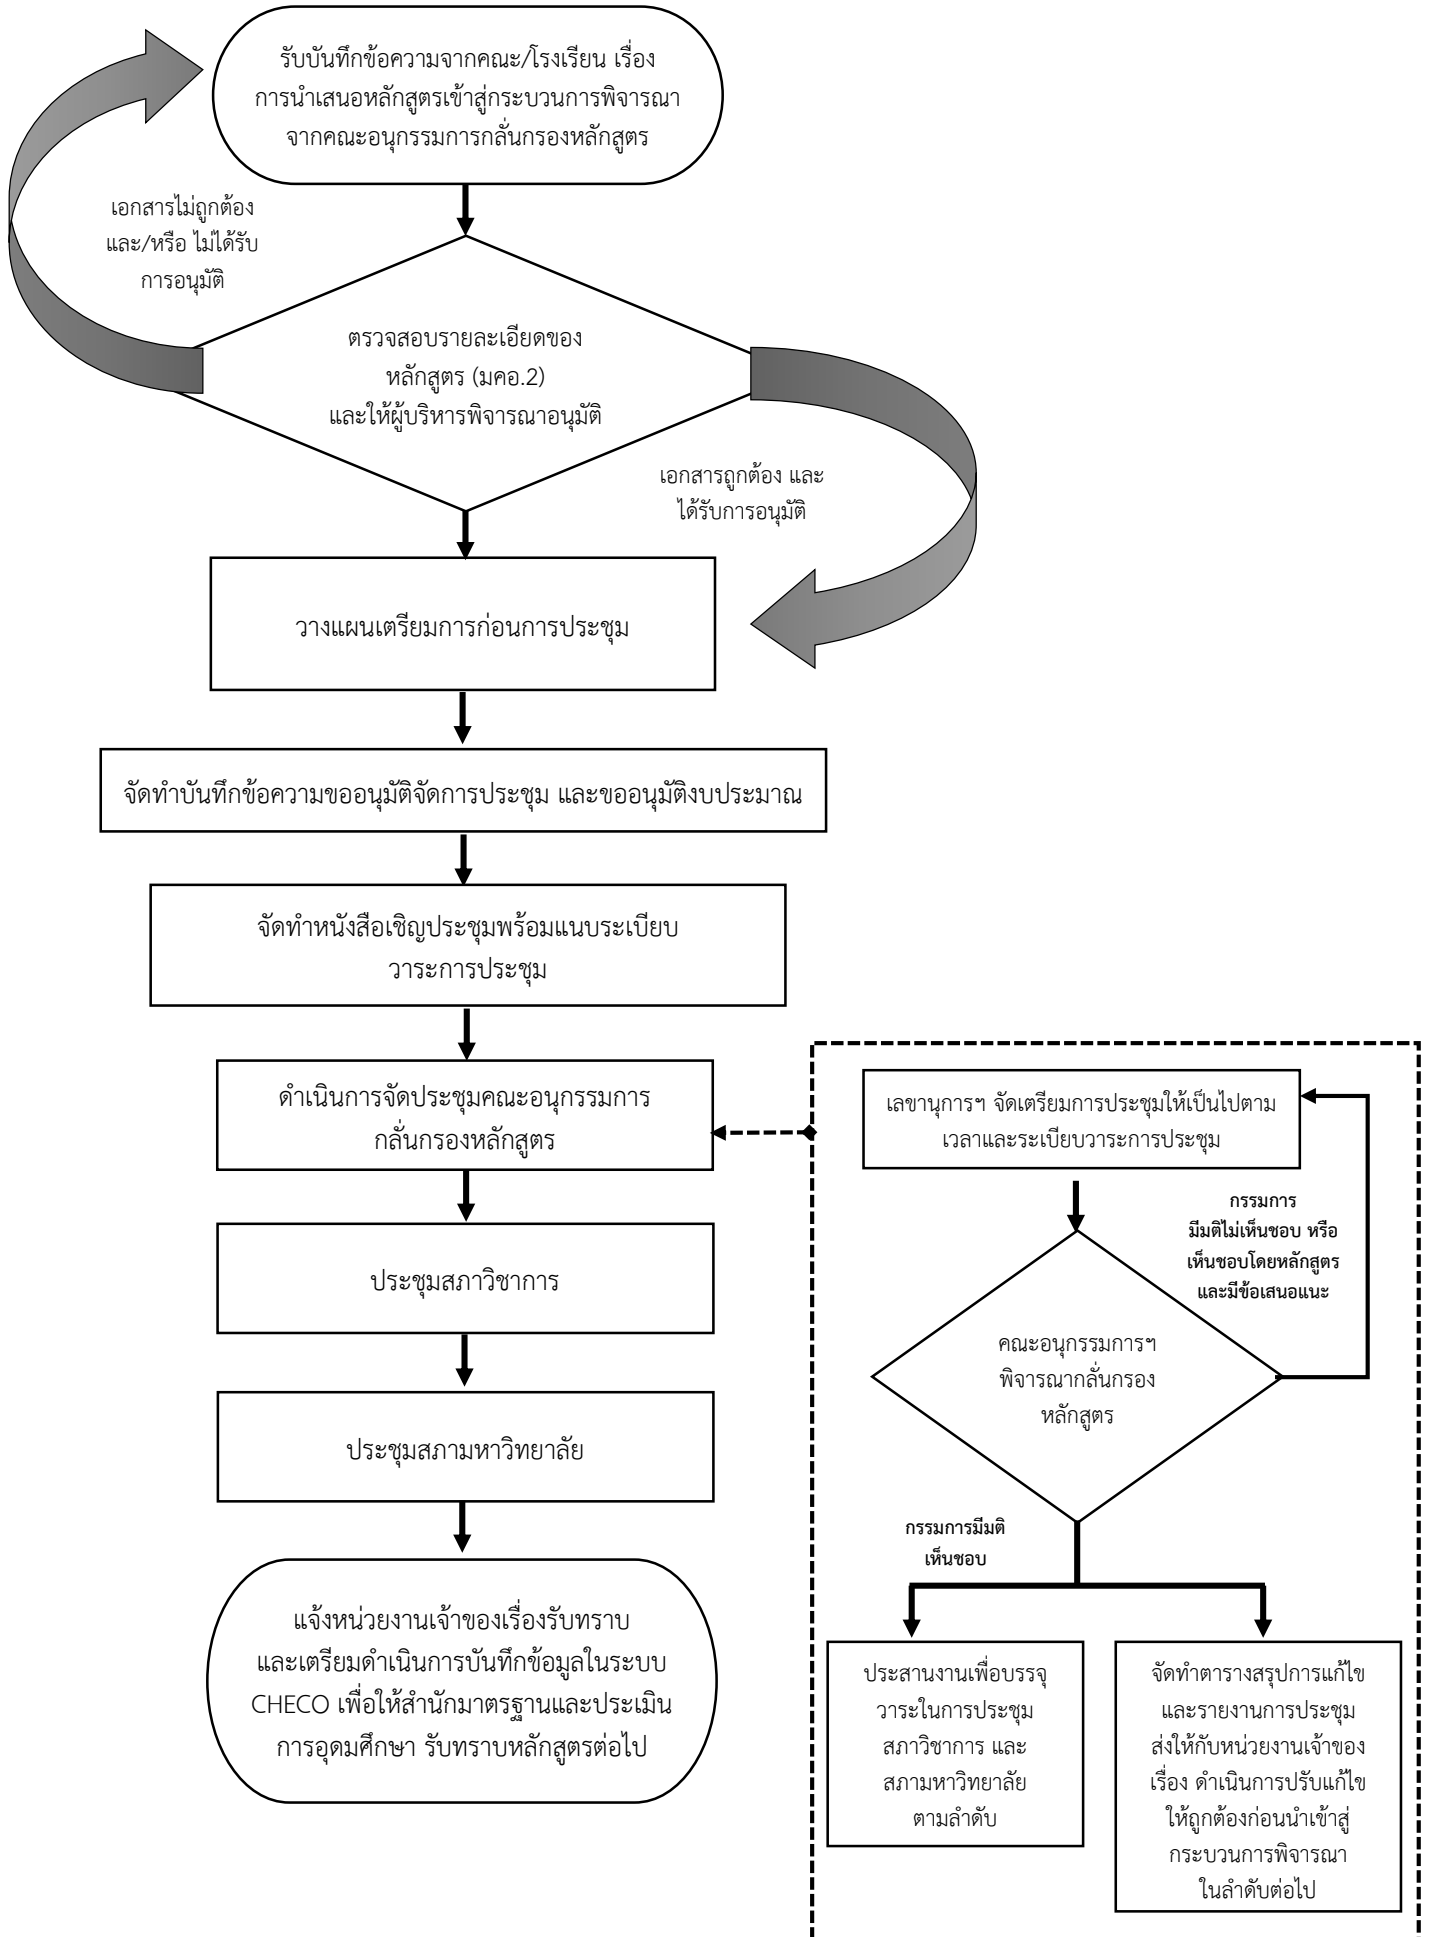 รับบันทึกข้อความจากคณะ/โรงเรียน เรื่อง
การนำเสนอหลักสูตรเข้าสู่กระบวนการพิจารณา
จากคณะอนุกรรมการกลั่นกรองหลักสูตร
เอกสารไม่ถูกต้อง
และ/หรือ ไม่ได้รับ
การอนุมัติ
ตรวจสอบรายละเอียดของ
หลักสูตร (มคอ.2)
และให้ผู้บริหารพิจารณาอนุมัติ
เอกสารถูกต้อง และ
ได้รับการอนุมัติ
วางแผนเตรียมการก่อนการประชุม
จัดทำบันทึกข้อความขออนุมัติจัดการประชุม และขออนุมัติงบประมาณ
จัดทำหนังสือเชิญประชุมพร้อมแนบระเบียบ
วาระการประชุม
ดำเนินการจัดประชุมคณะอนุกรรมการ
กลั่นกรองหลักสูตร
ประชุมสภาวิชาการ
ประชุมสภามหาวิทยาลัย
แจ้งหน่วยงานเจ้าของเรื่องรับทราบ
และเตรียมดำเนินการบันทึกข้อมูลในระบบ
CHECO เพื่อให้สำนักมาตรฐานและประเมิน
การอุดมศึกษา รับทราบหลักสูตรต่อไป
เลขานุการฯ จัดเตรียมการประชุมให้เป็นไปตาม
เวลาและระเบียบวาระการประชุม
กรรมการ
มีมติไม่เห็นชอบ หรือ
เห็นชอบโดยหลักสูตร
และมีข้อเสนอแนะ
คณะอนุกรรมการฯ
พิจารณากลั่นกรอง
หลักสูตร
กรรมการมีมติ
เห็นชอบ
ประสานงานเพื่อบรรจุ
วาระในการประชุม
สภาวิชาการ และ
สภามหาวิทยาลัย
ตามลำดับ
จัดทำตารางสรุปการแก้ไข
และรายงานการประชุม
ส่งให้กับหน่วยงานเจ้าของ
เรื่อง ดำเนินการปรับแก้ไข
ให้ถูกต้องก่อนนำเข้าสู่
กระบวนการพิจารณา
ในลำดับต่อไป